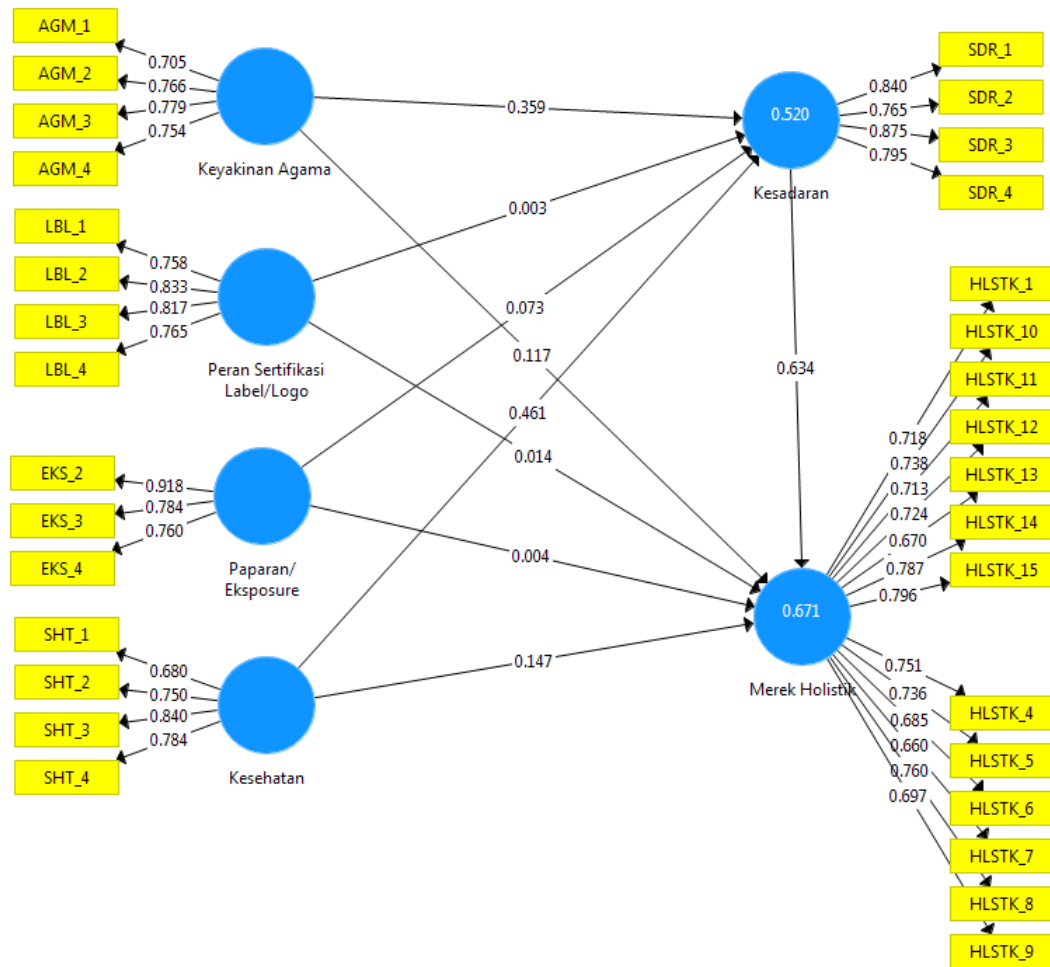 AGM_1
AGM_2
AGM_3
AGM_4
0.705
0.766
0.779
0.754
Keyakinan Agama
LBL_1
LBL_2
LBL_3
LBL_4
0.758
0.833
0.817
0.765
Peran Sertifikasi
Label/Logo
EKS_2
EKS_3
EKS_4
0.918
0.784
0.760
Paparan/
Eksposure
SHT_1
SHT_2
SHT_3
SHT_4
0.680
0.750
0.840
0.784
Kesehatan
0.359
0.003
0.073
0.117
0.461
0.014
0.004
0.147
0.520
Kesadaran
0.840
0.765
0.875
0.795
SDR_1
SDR_2
SDR_3
SDR_4
0.634
0.671
Merek Holistik
0.718
0.738
0.713
0.724
0.670
0.787
0.796
HLSTK_1
HLSTK_10
HLSTK_11
HLSTK_12
HLSTK_13
HLSTK_14
HLSTK_15
0.751
0.736
0.685
0.660
0.760
0.697
HLSTK_4
HLSTK_5
HLSTK_6
HLSTK_7
HLSTK_8
HLSTK_9